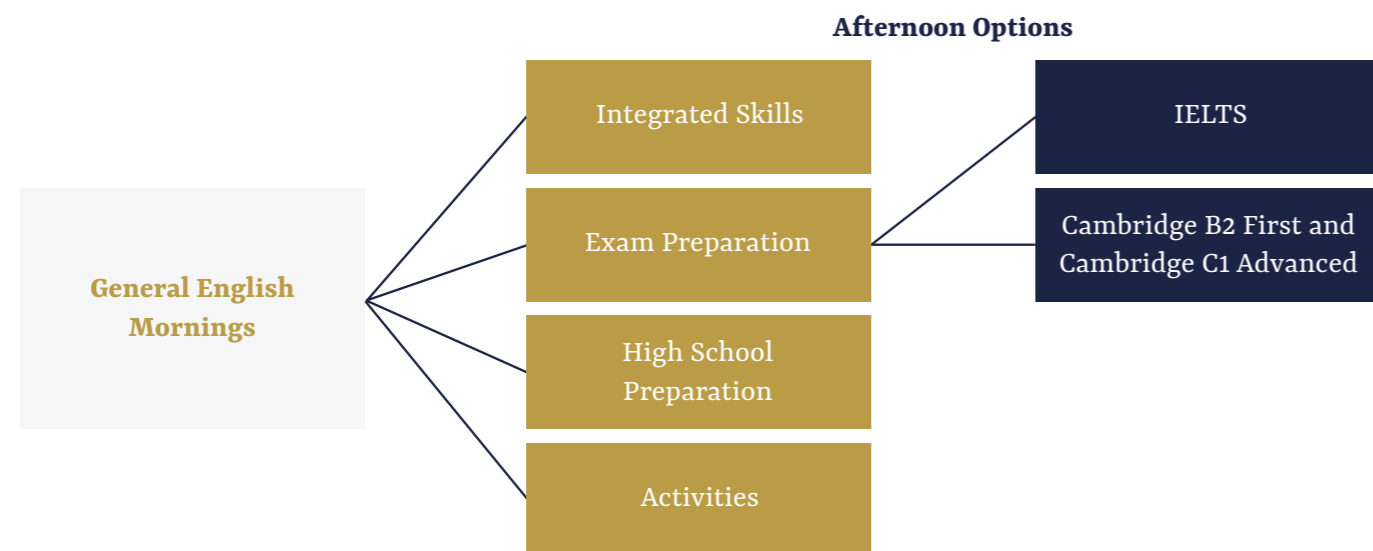 Afternoon Options
General English
Mornings
Integrated Skills
Exam Preparation
High School
Preparation
Activities
IELTS
Cambridge B2 First and
Cambridge C1 Advanced